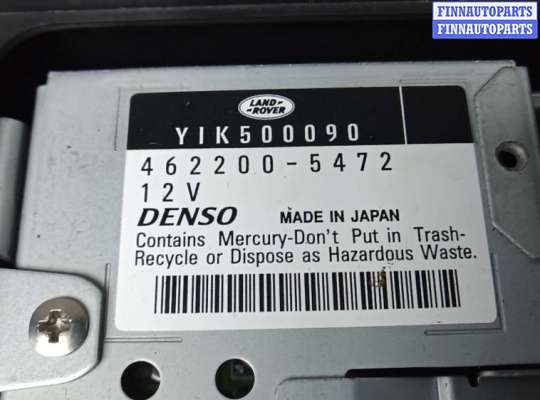 FINNAUTOPARTS
FINNAUTOPARTS
LAND-
-ROVER
YIK500090
462200-5472
12V
DENSO MADE IN JAPAN
Contains Mercury-Don't Put in Trash-
Recycle or Dispose as Hazardous Waste.